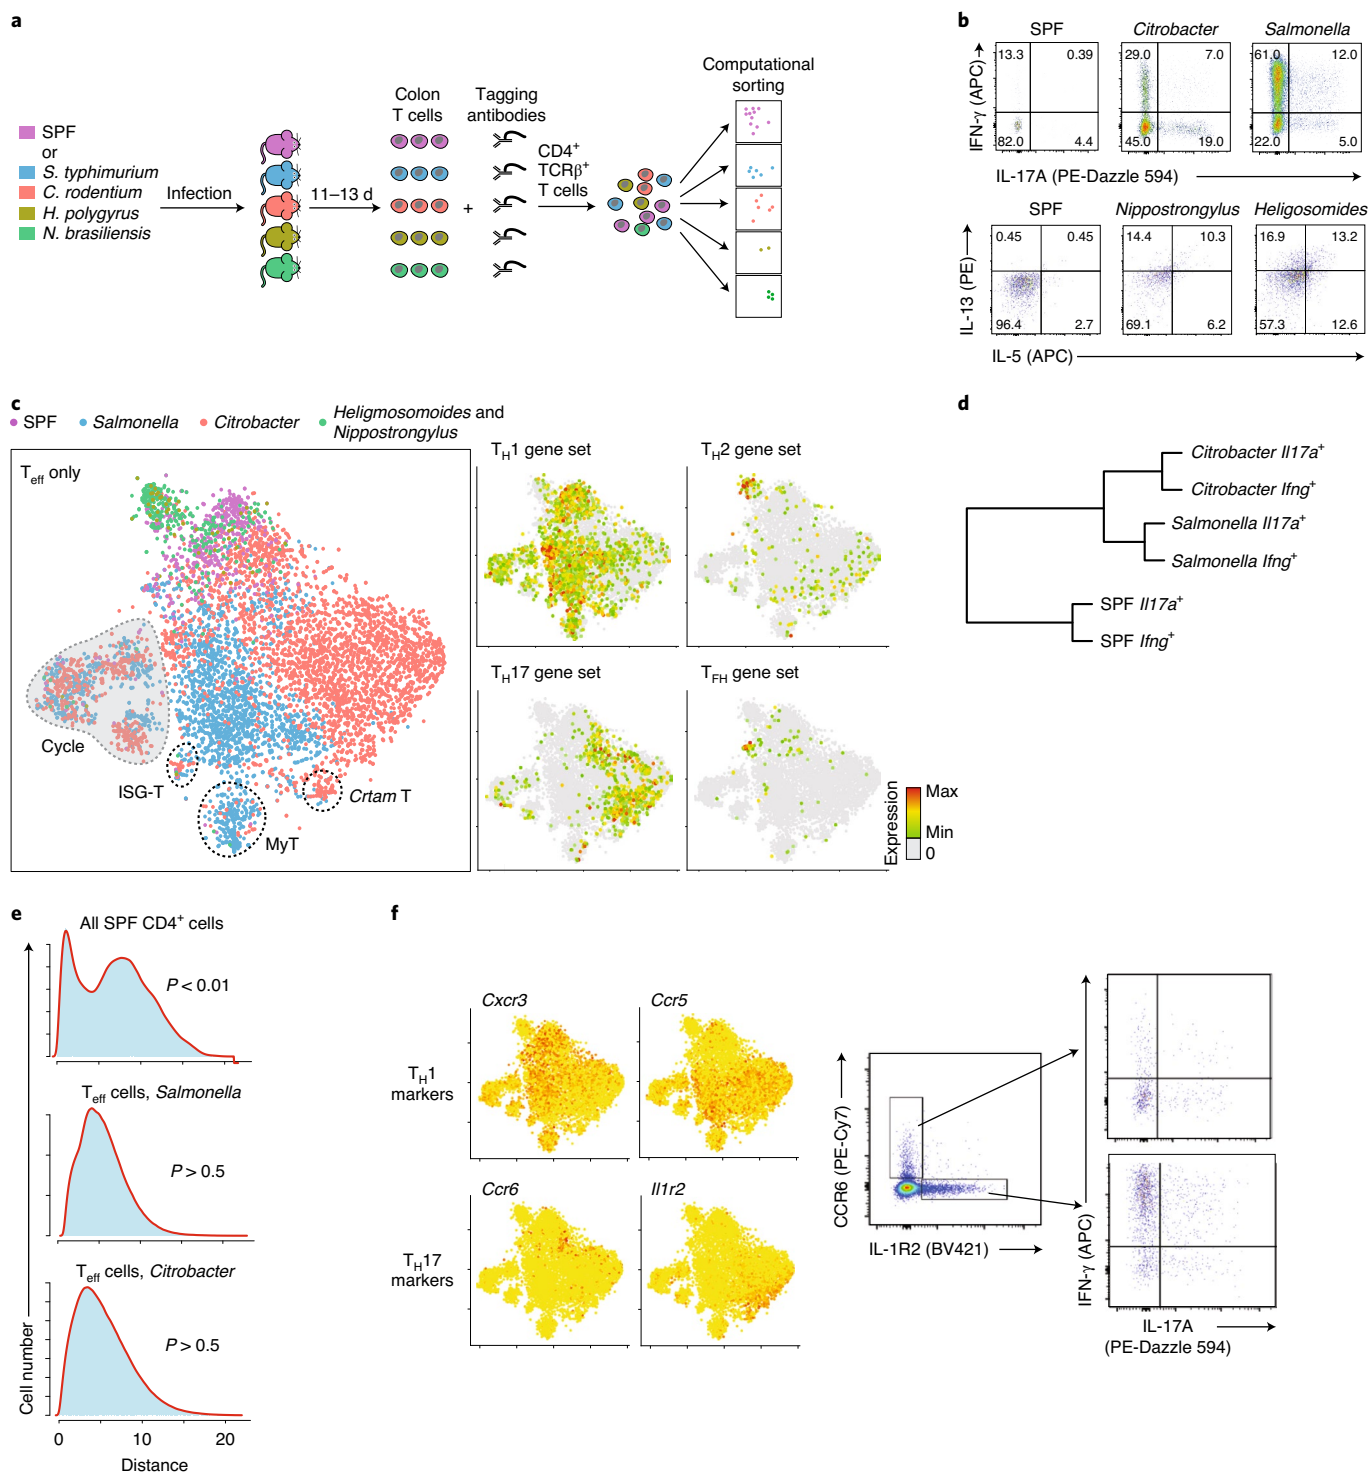 a
SPF
or
S. typhimurium
C. rodentium
H. polygyrus
N. brasiliensis
Infection
11–13 d
Colon
T cells
+
Tagging
antibodies
CD4+
TCRβ+
T cells
Computational
sorting
b
SPF
Citrobacter
Salmonella
IFN-γ (APC)
13.3
0.39
82.0
4.4
29.0
7.0
45.0
19.0
61.0
12.0
22.0
5.0
IL-17A (PE-Dazzle 594)
SPF
Nippostrongylus
Heligosomides
IL-13 (PE)
0.45
0.45
96.4
2.7
14.4
10.3
69.1
6.2
16.9
13.2
57.3
12.6
IL-5 (APC)
c
SPF
Salmonella
Citrobacter
Heligmosomoides and
Nippostrongylus
Teff only
Cycle
ISG-T
MyT
Crtam T
TH1 gene set
TH2 gene set
TH17 gene set
TFH gene set
Expression
Max
Min
0
d
Citrobacter Il17a+
Citrobacter Ifng+
Salmonella Il17a+
Salmonella Ifng+
SPF Il17a+
SPF Ifng+
e
All SPF CD4+ cells
P < 0.01
Teff cells, Salmonella
P > 0.5
Teff cells, Citrobacter
P > 0.5
Cell number
0
10
20
Distance
f
TH1
markers
Cxcr3
Ccr5
TH17
markers
Ccr6
Il1r2
CCR6 (PE-Cy7)
IL-1R2 (BV421)
IFN-γ (APC)
IL-17A
(PE-Dazzle 594)